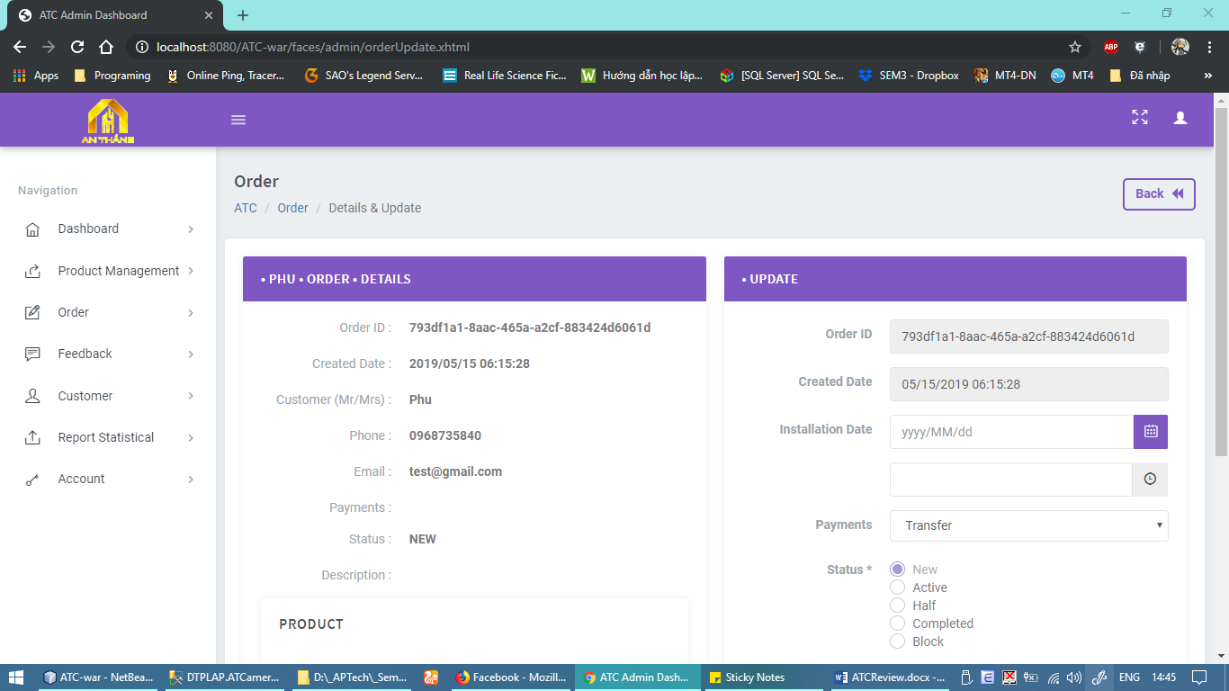 ATC Admin Dashboard
localhost:8080/ATC-war/faces/admin/orderUpdate.xhtml
ABP
Apps Programing Online Ping, Tracer... SAO's Legend Serv... Real Life Science Fic... W Hướng dẫn học lập... [SQL Server] SQL Se... SEM3 - Dropbox MT4-DN MT4 Đã nhập »
AN THẮNG
Navigation
Dashboard
Product Management
Order
Feedback
Customer
Report Statistical
Account
Order
ATC / Order / Details & Update
Back
• PHU • ORDER • DETAILS
Order ID : 793df1a1-8aac-465a-a2cf-883424d6061d
Created Date : 2019/05/15 06:15:28
Customer (Mr/Mrs) : Phu
Phone : 0968735840
Email : test@gmail.com
Payments :
Status : NEW
Description :
PRODUCT
• UPDATE
Order ID 793df1a1-8aac-465a-a2cf-883424d6061d
Created Date 05/15/2019 06:15:28
Installation Date yyyy/MM/dd
Payments Transfer
Status * New
Active
Half
Completed
Block
ATC-war - NetBea... DTPLAP.ATCamer... D:\_APTech\_Sem... Facebook - Mozill... ATC Admin Dash... Sticky Notes ATCReview.docx -... ENG 14:45